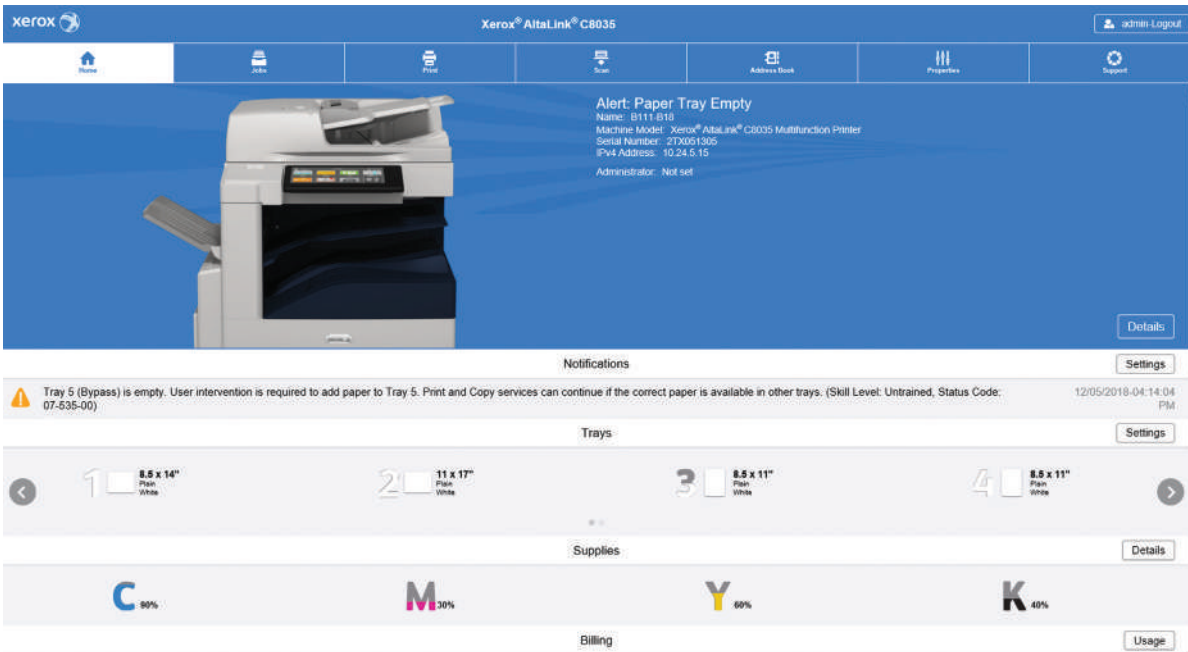 xerox
Xerox® AltaLink® C8035
admin-Logout
Home
Jobs
Print
Scan
Address Book
Properties
Support
Alert: Paper Tray Empty
Name: B111-B18
Machine Model: Xerox® AltaLink® C8035 Multifunction Printer
Serial Number: 2TX051305
IPv4 Address: 10.24.5.15
Administrator: Not set
Details
Notifications
Settings
Tray 5 (Bypass) is empty. User intervention is required to add paper to Tray 5. Print and Copy services can continue if the correct paper is available in other trays. (Skill Level: Untrained, Status Code:
07-535-00)
12/05/2018-04:14:04
PM
Trays
Settings
1
8.5 x 14"
Plain
White
2
11 x 17"
Plain
White
3
8.5 x 11"
Plain
White
4
8.5 x 11"
Plain
White
Supplies
Details
C 90%
M 30%
Y 60%
K 40%
Billing
Usage